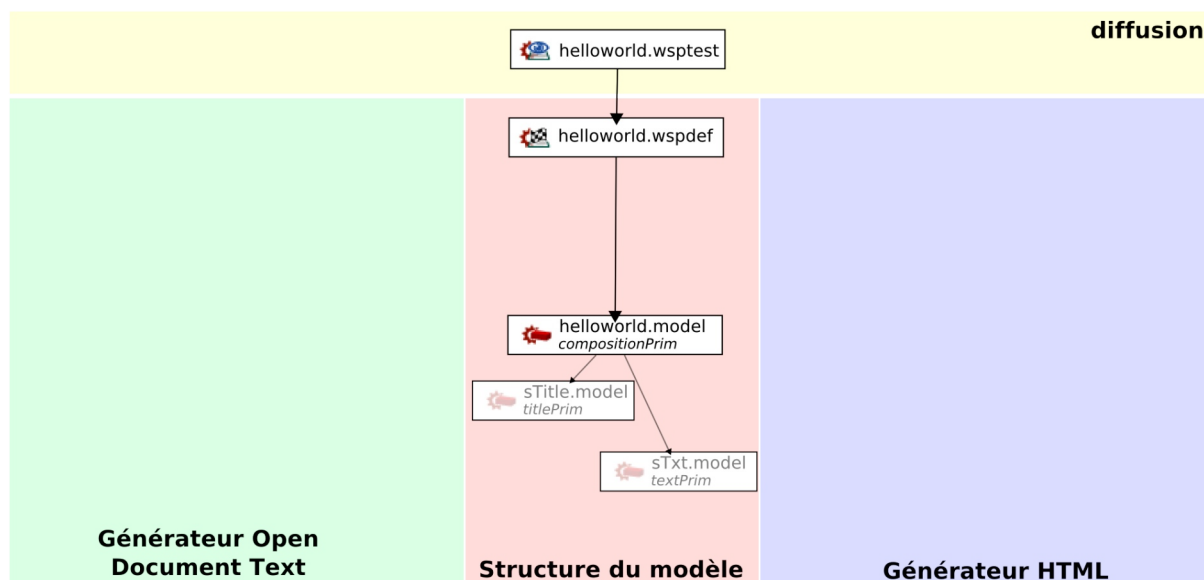 diffusion
helloworld.wsptest
helloworld.wspdef
helloworld.model
compositionPrim
sTitle.model
titlePrim
sTxt.model
textPrim
Générateur Open
Document Text
Structure du modèle
Générateur HTML